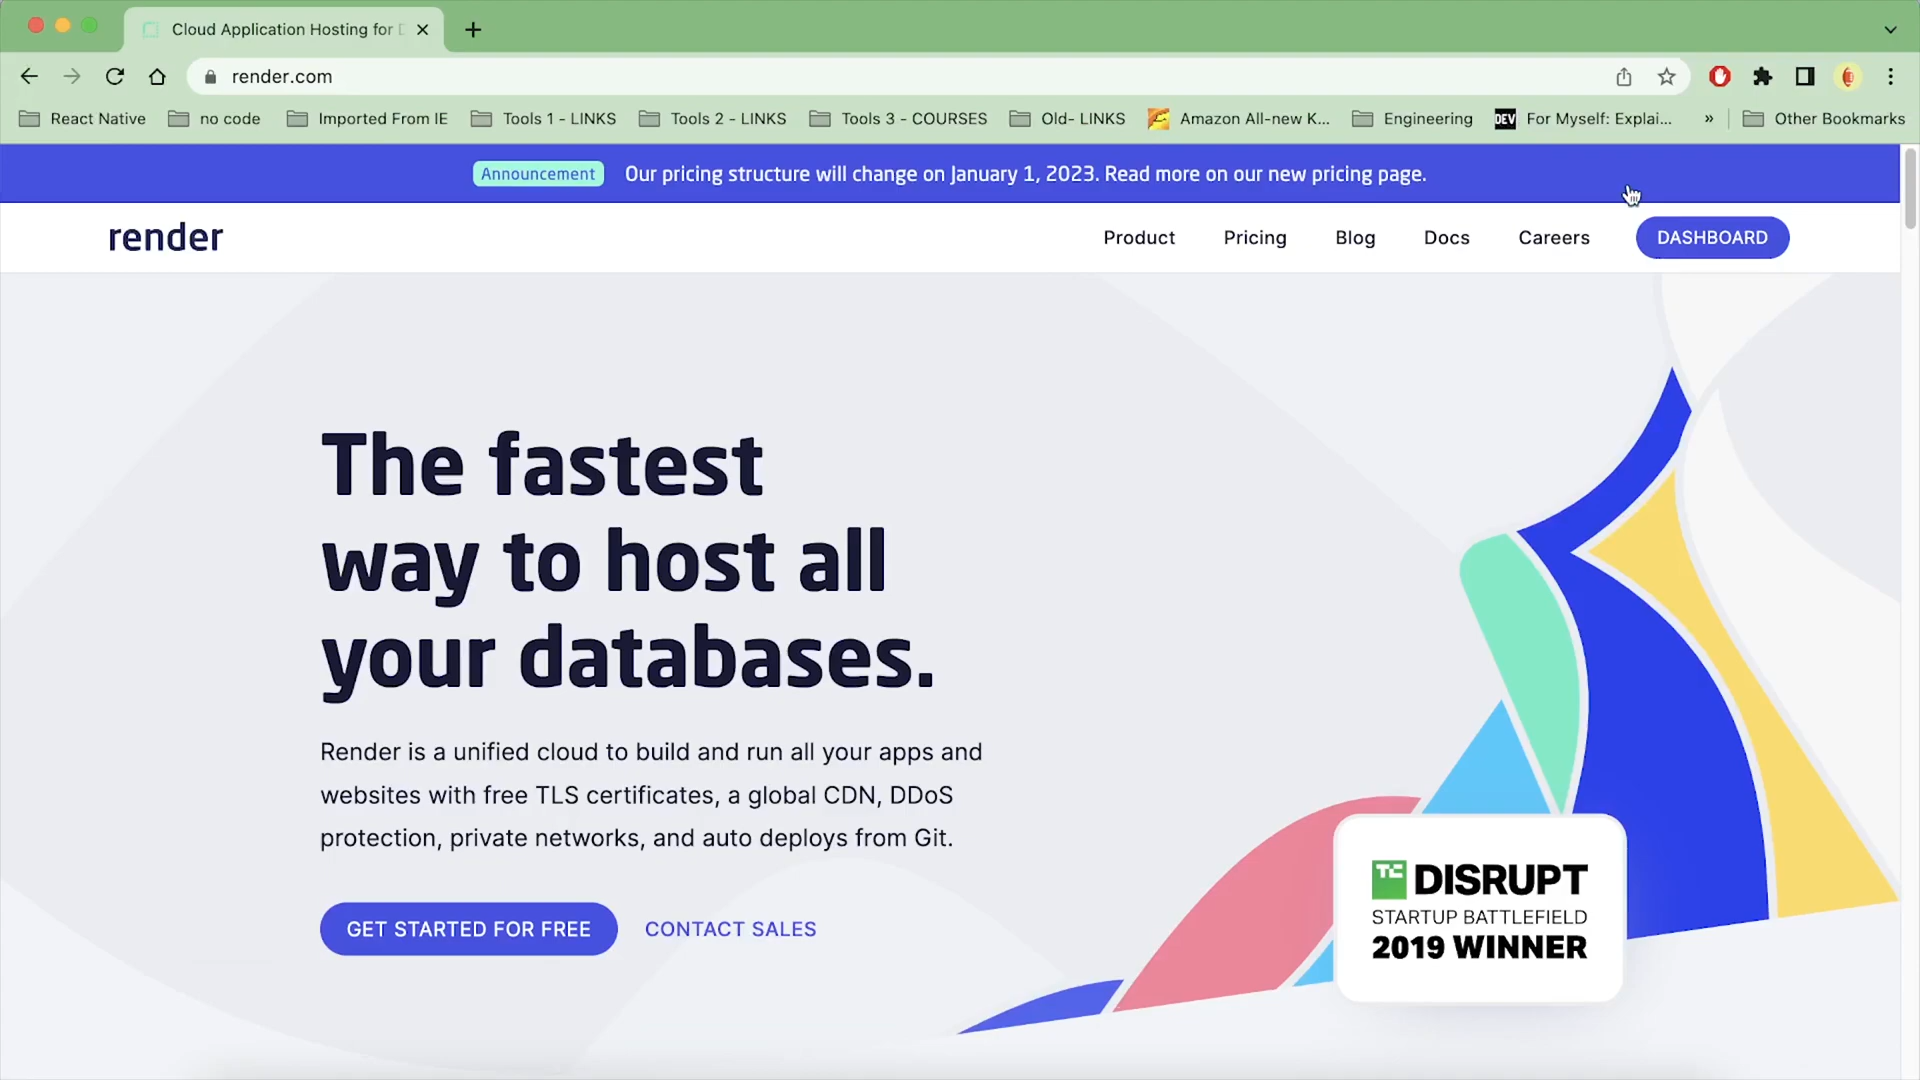 Cloud Application Hosting for
render.com
React Native
no code
Imported From IE
Tools 1 - LINKS
Tools 2 - LINKS
Tools 3 - COURSES
Old- LINKS
Amazon All-new K...
Engineering
DEV
For Myself: Explai...
»
Other Bookmarks
Announcement
Our pricing structure will change on January 1, 2023. Read more on our new pricing page.
render
Product
Pricing
Blog
Docs
Careers
DASHBOARD
The fastest
way to host all
your databases.
Render is a unified cloud to build and run all your apps and
websites with free TLS certificates, a global CDN, DDoS
protection, private networks, and auto deploys from Git.
GET STARTED FOR FREE
CONTACT SALES
TC DISRUPT
STARTUP BATTLEFIELD
2019 WINNER